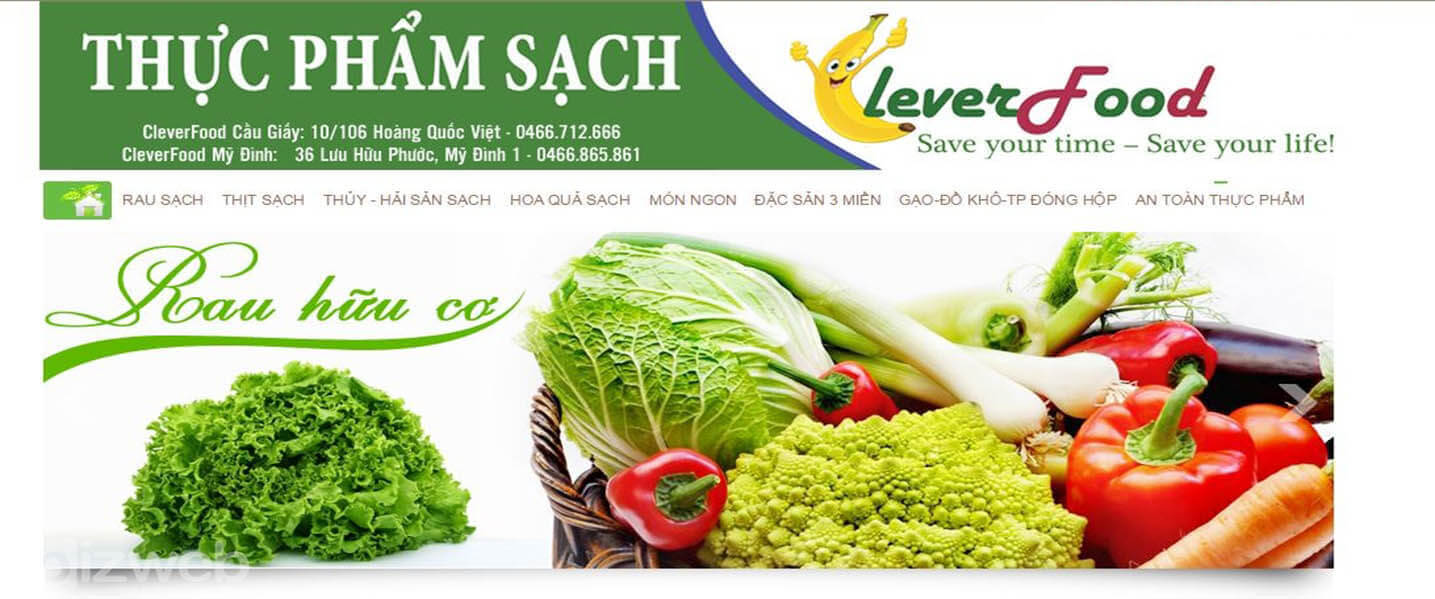 THỰC PHẨM SẠCH
CleverFood Cầu Giấy: 10/106 Hoàng Quốc Việt - 0466.712.666
CleverFood Mỹ Đình: 36 Lưu Hữu Phước, Mỹ Đình 1 - 0466.865.861
CleverFood
Save your time – Save your life!
RAU SẠCH THỊT SẠCH THỦY - HẢI SẢN SẠCH HOA QUẢ SẠCH MÓN NGON ĐẶC SẢN 3 MIỀN GẠO-ĐỒ KHÔ-TP ĐÓNG HỘP AN TOÀN THỰC PHẨM
Rau hữu cơ
bizweb